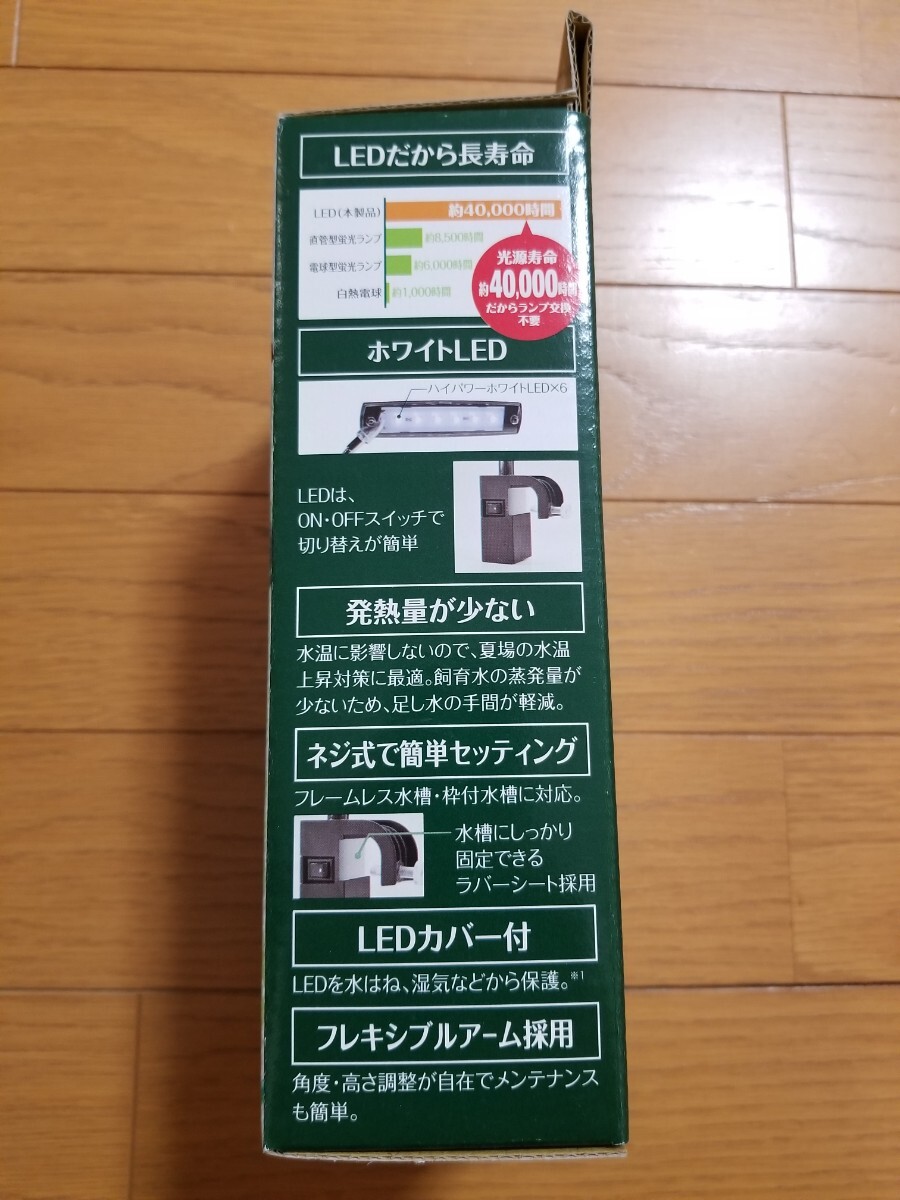 LEDだから長寿命
LED(本製品) 約40,000時間
直管型蛍光ランプ 約8,500時間
電球型蛍光ランプ 約6,000時間
白熱電球 約1,000時間
光源寿命
約40,000時間
だからランプ交換
不要
ホワイトLED
ハイパワーホワイトLED×6
LEDは、
ON・OFFスイッチで
切り替えが簡単
発熱量が少ない
水温に影響しないので、夏場の水温
上昇対策に最適。飼育水の蒸発量が
少ないため、足し水の手間が軽減。
ネジ式で簡単セッティング
フレームレス水槽・枠付水槽に対応。
水槽にしっかり
固定できる
ラバーシート採用
LEDカバー付
LEDを水はね、湿気などから保護。※1
フレキシブルアーム採用
角度・高さ調整が自在でメンテナンス
も簡単。